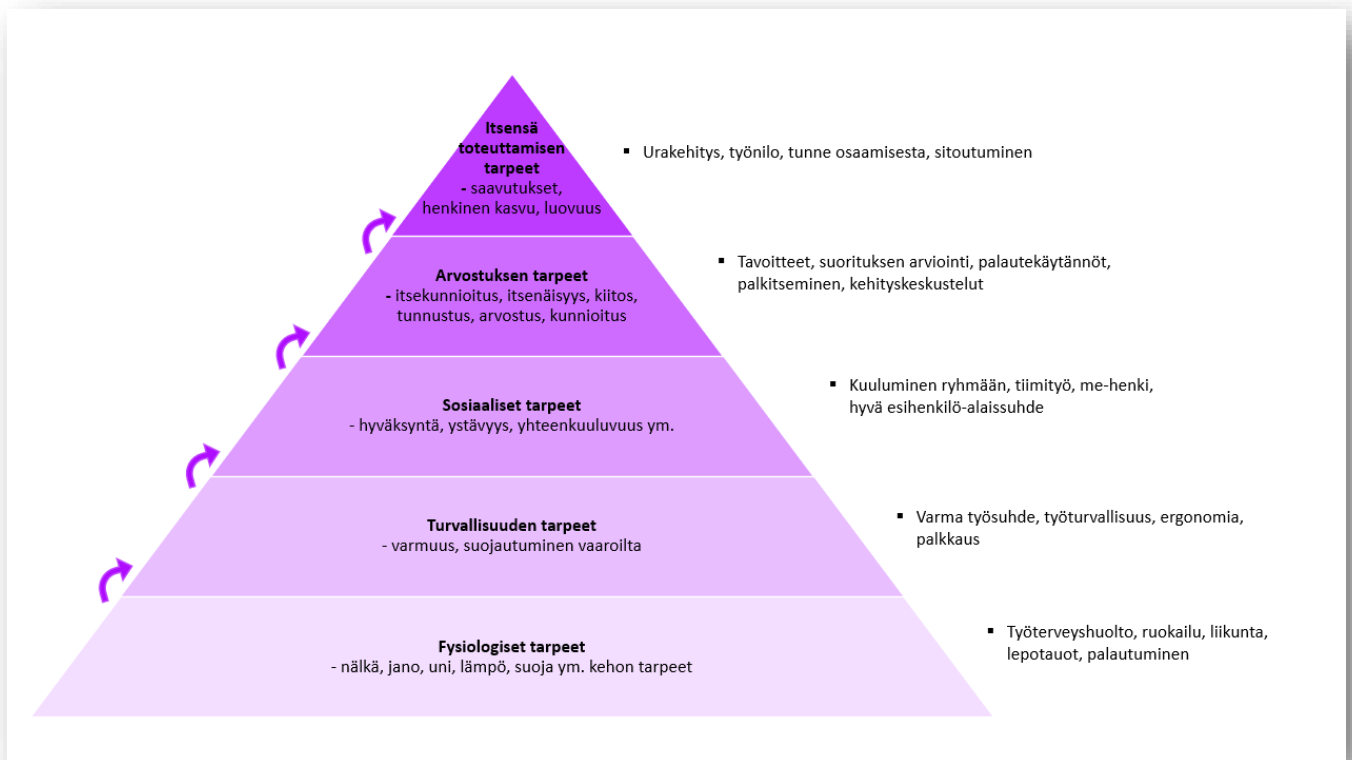 Itsensä
toteuttamisen
tarpeet
- saavutukset,
henkinen kasvu, luovuus
▪ Urakehitys, työnilo, tunne osaamisesta, sitoutuminen
Arvostuksen tarpeet
- itsekunnioitus, itsenäisyys, kiitos,
tunnustus, arvostus, kunnioitus
▪ Tavoitteet, suorituksen arviointi, palautekäytännöt,
palkitseminen, kehityskeskustelut
Sosiaaliset tarpeet
- hyväksyntä, ystävyys, yhteenkuuluvuus ym.
▪ Kuuluminen ryhmään, tiimityö, me-henki,
hyvä esihenkilö-alaissuhde
Turvallisuuden tarpeet
- varmuus, suojautuminen vaaroilta
▪ Varma työsuhde, työturvallisuus, ergonomia,
palkkaus
Fysiologiset tarpeet
- nälkä, jano, uni, lämpö, suoja ym. kehon tarpeet
▪ Työterveyshuolto, ruokailu, liikunta,
lepotauot, palautuminen